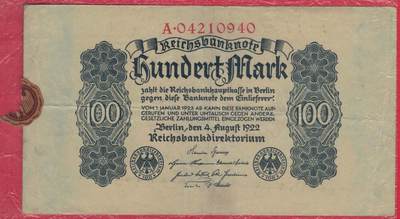 A·04210940
Reichsbanknote
Hundert Mark
zahlt die Reichsbankhauptkasse in Berlin
gegen diese Banknote dem Einlieferer.
VOM 1. JANUAR 1923 AB KANN DIESE BANKNOTE AUF-
GERUFEN UND UNTER UMTAUSCH GEGEN ANDERE
GESETZLICHE ZAHLUNGSMITTEL EINGEZOGEN WERDEN
100
100
Berlin, den 4. August 1922
Reichsbankdirektorium